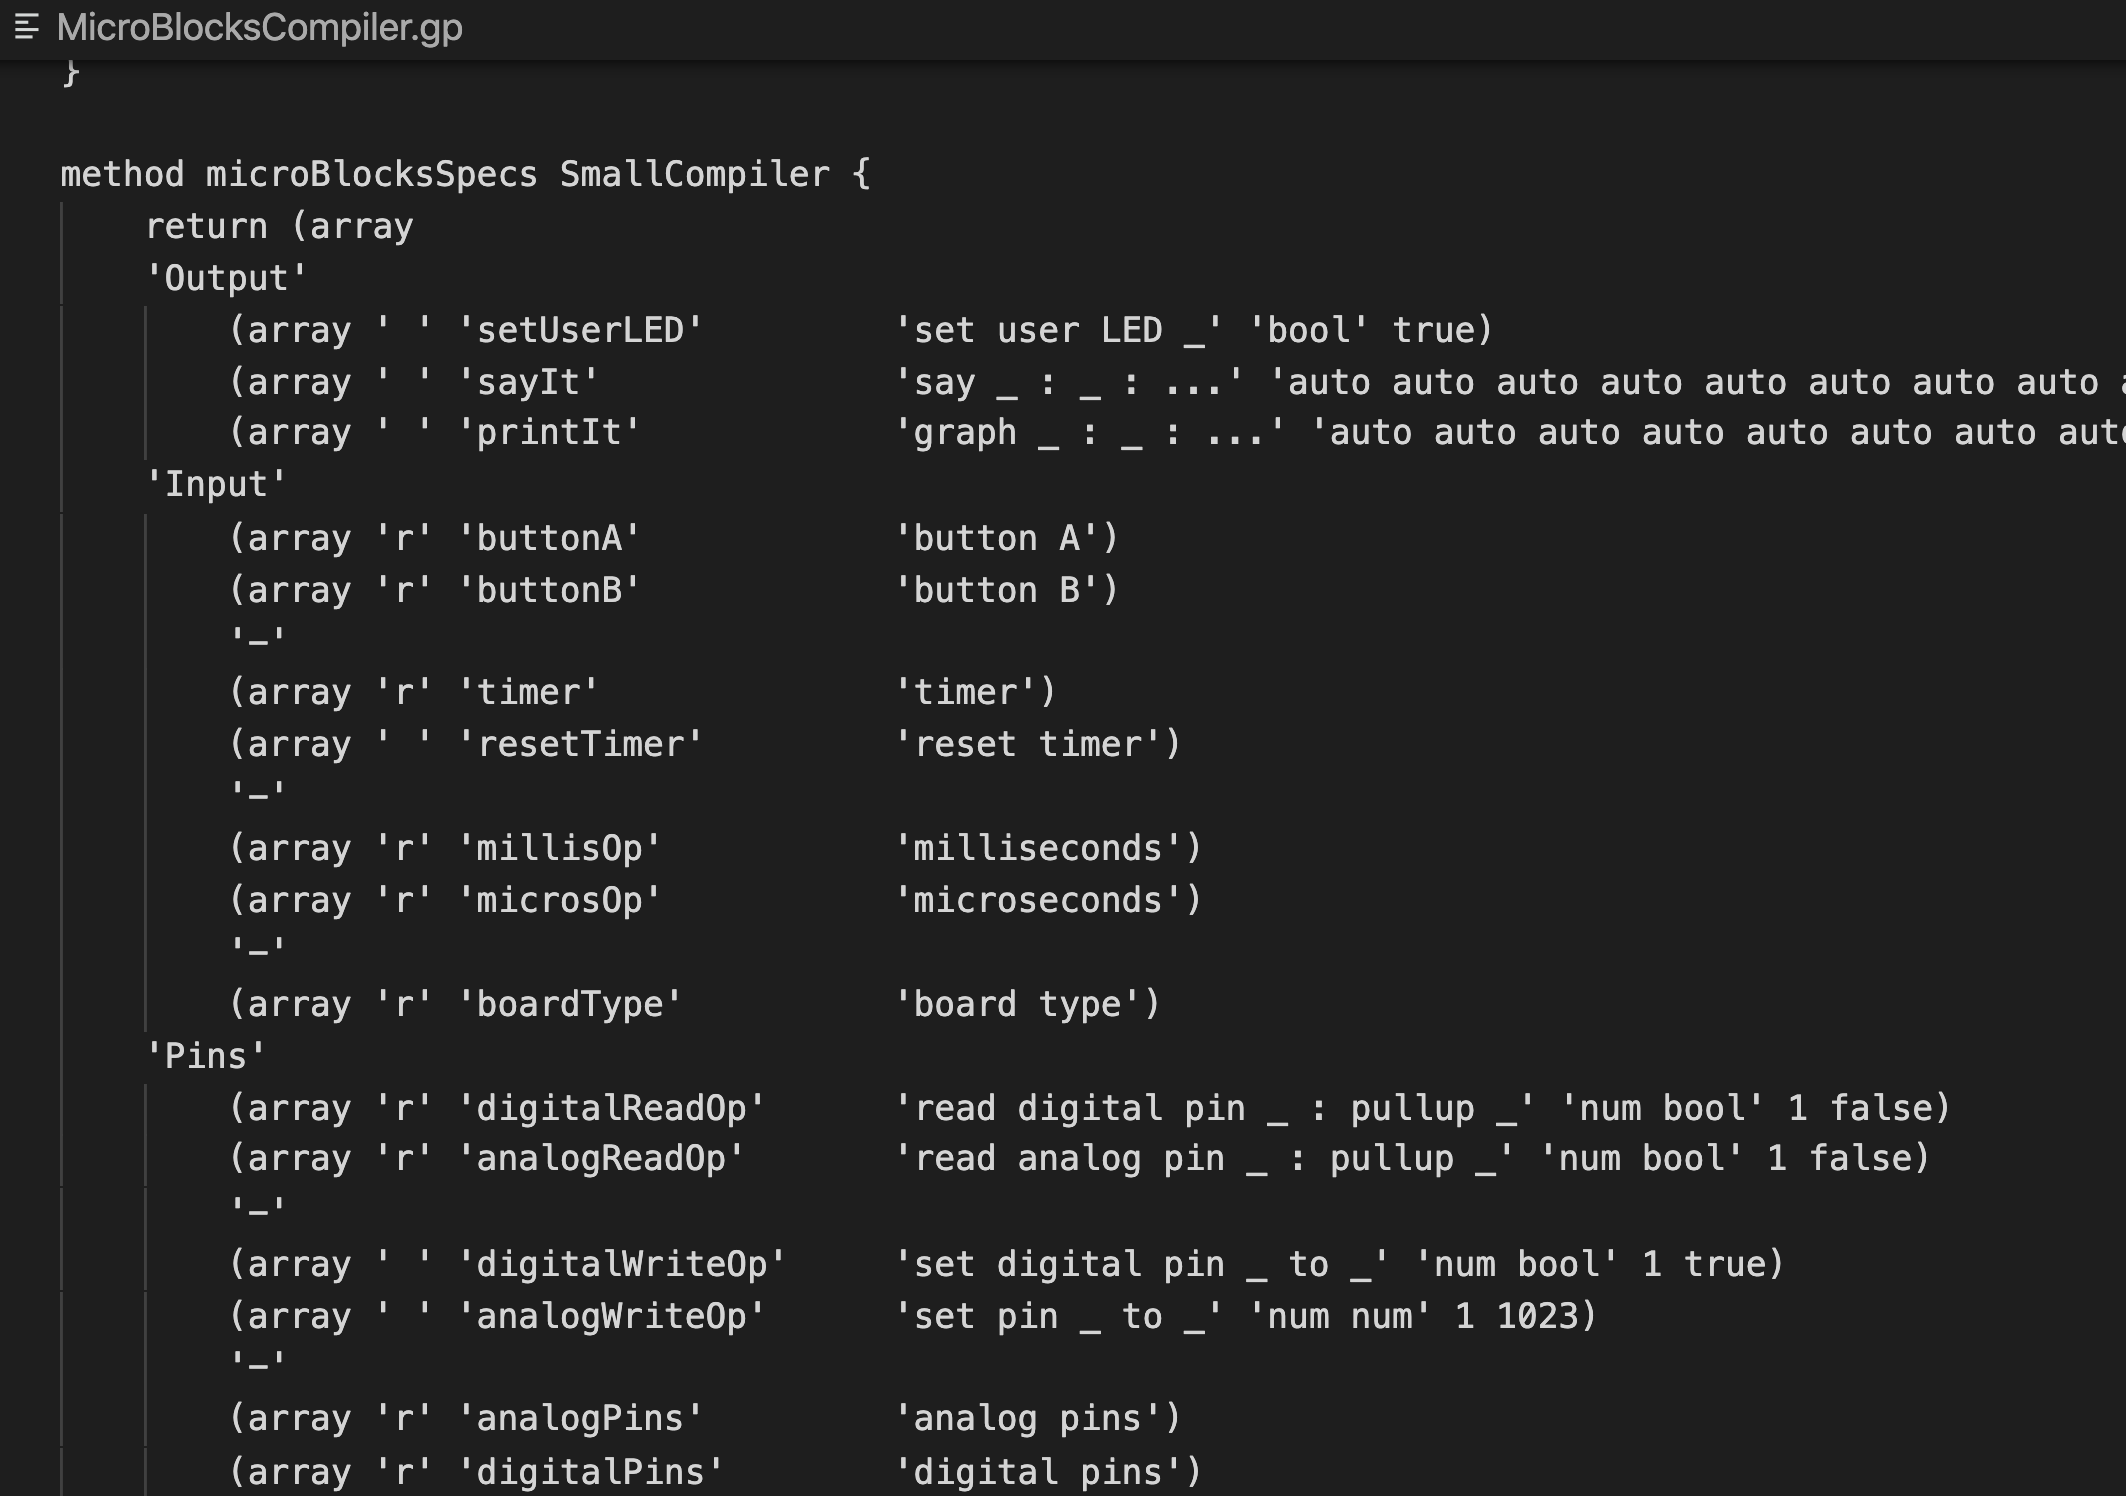 MicroBlocksCompiler.gp
}
method microBlocksSpecs SmallCompiler {
return (array
'Output'
(array ' ' 'setUserLED' 'set user LED _' 'bool' true)
(array ' ' 'sayIt' 'say _ : _ : ...' 'auto auto auto auto auto auto auto auto
(array ' ' 'printIt' 'graph _ : _ : ...' 'auto auto auto auto auto auto auto
'Input'
(array 'r' 'buttonA' 'button A')
(array 'r' 'buttonB' 'button B')
'-'
(array 'r' 'timer' 'timer')
(array ' ' 'resetTimer' 'reset timer')
'-'
(array 'r' 'millisOp' 'milliseconds')
(array 'r' 'microsOp' 'microseconds')
'-'
(array 'r' 'boardType' 'board type')
'Pins'
(array 'r' 'digitalReadOp' 'read digital pin _ : pullup _' 'num bool' 1 false)
(array 'r' 'analogReadOp' 'read analog pin _ : pullup _' 'num bool' 1 false)
'-'
(array ' ' 'digitalWriteOp' 'set digital pin _ to _' 'num bool' 1 true)
(array ' ' 'analogWriteOp' 'set pin _ to _' 'num num' 1 1023)
'-'
(array 'r' 'analogPins' 'analog pins')
(array 'r' 'digitalPins' 'digital pins')